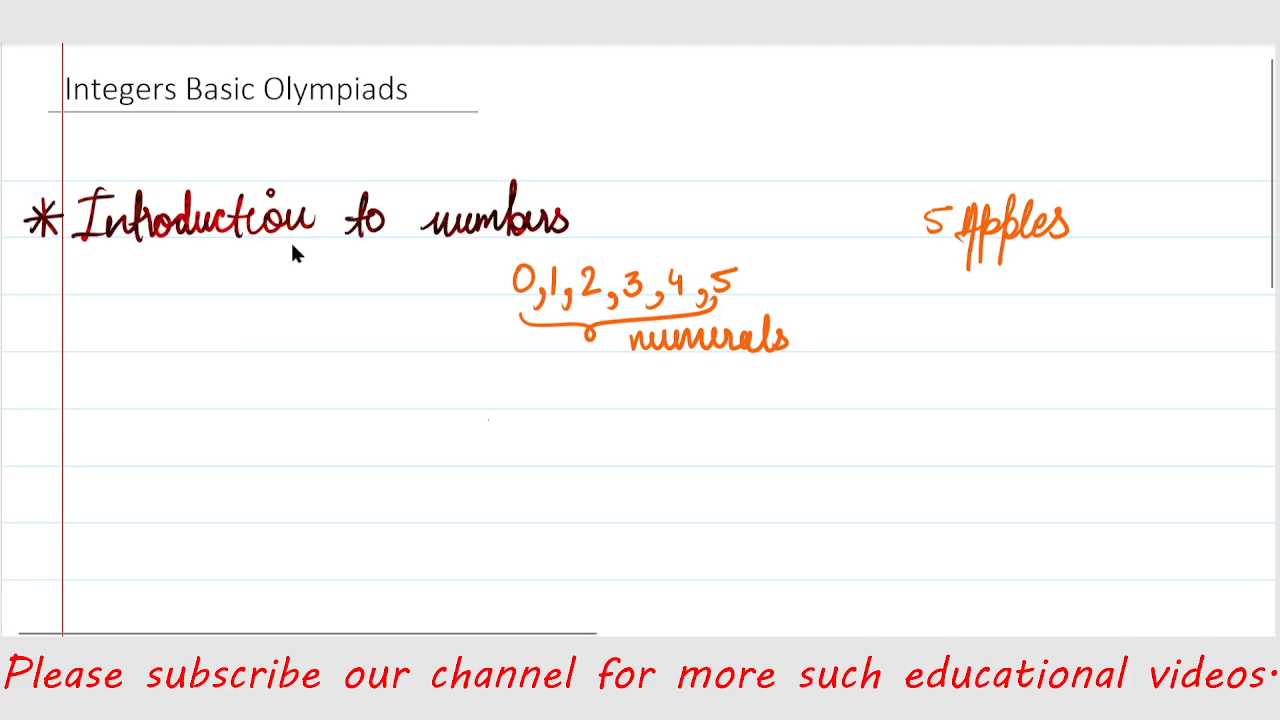 Integers Basic Olympiads
* Introduction to numbers
5 Apples
0,1,2,3,4,5
numerals
Please subscribe our channel for more such educational videos.